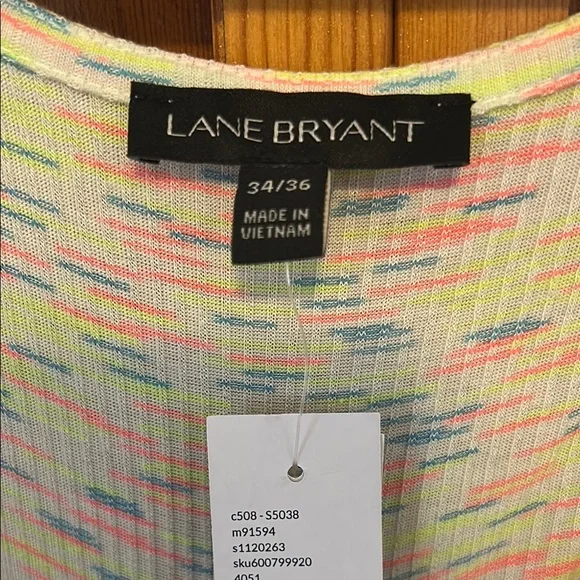 LANE BRYANT
34/36
MADE IN
VIETNAM
c508 - S5038
m91594
s1120263
sku600799920
4051